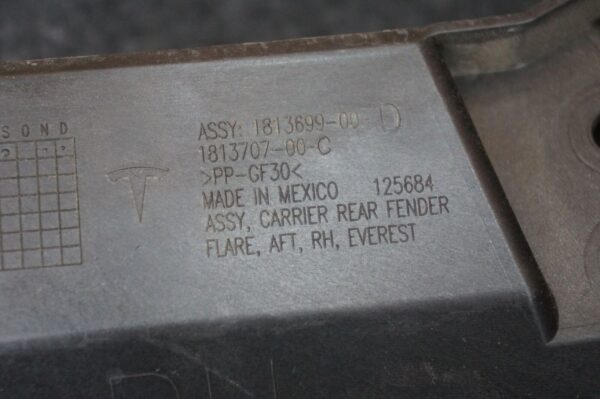 S O N D
ASSY: 1813699-00-D
1813707-00-C
>PP-GF30<
MADE IN MEXICO 125684
ASSY, CARRIER REAR FENDER
FLARE, AFT, RH, EVEREST